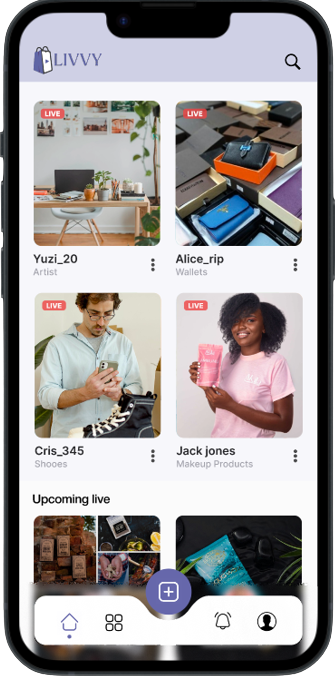 LIVVY
LIVE
LIVE
Yuzi_20
Artist
Alice_rip
Wallets
LIVE
LIVE
Cris_345
Shooes
Jack jones
Makeup Products
Upcoming live